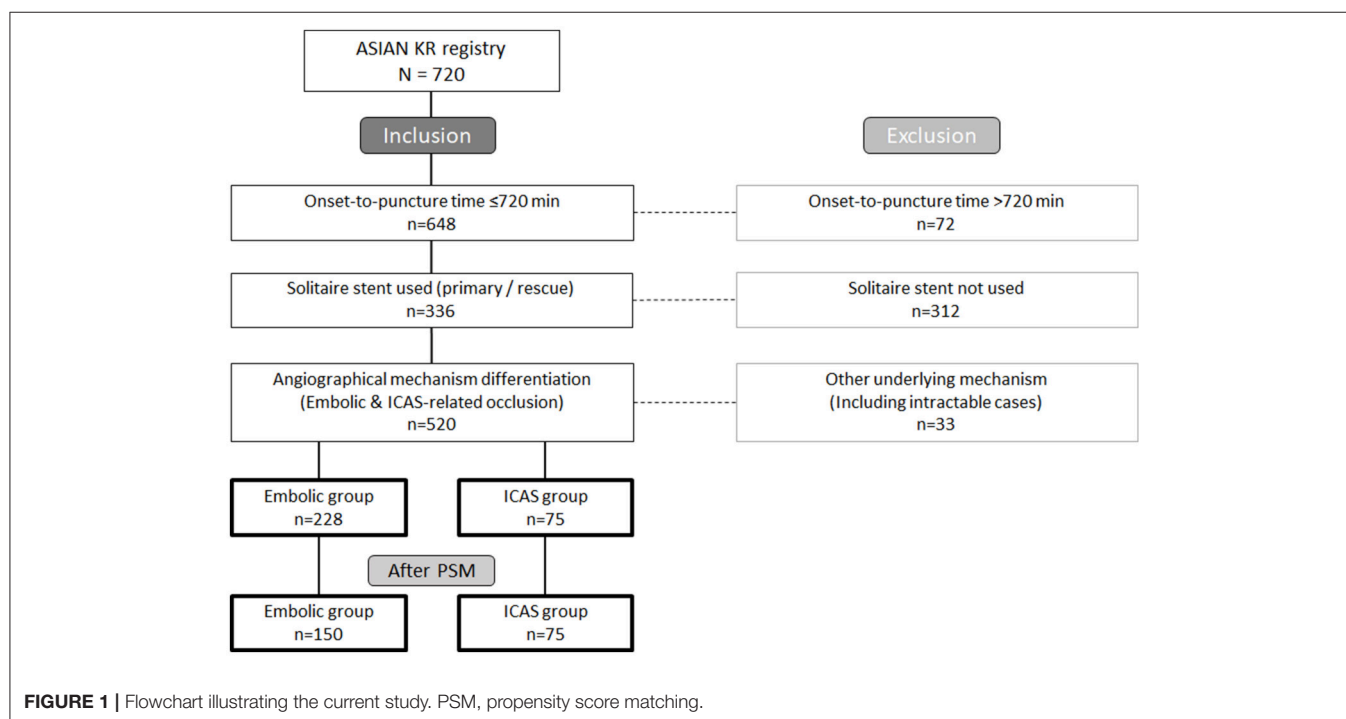 ASIAN KR registry
N = 720
Inclusion
Exclusion
Onset-to-puncture time ≤720 min
n=648
Onset-to-puncture time >720 min
n=72
Solitaire stent used (primary / rescue)
n=336
Solitaire stent not used
n=312
Angiographical mechanism differentiation
(Embolic & ICAS-related occlusion)
n=520
Other underlying mechanism
(Including intractable cases)
n=33
Embolic group
n=228
ICAS group
n=75
After PSM
Embolic group
n=150
ICAS group
n=75
FIGURE 1 | Flowchart illustrating the current study. PSM, propensity score matching.